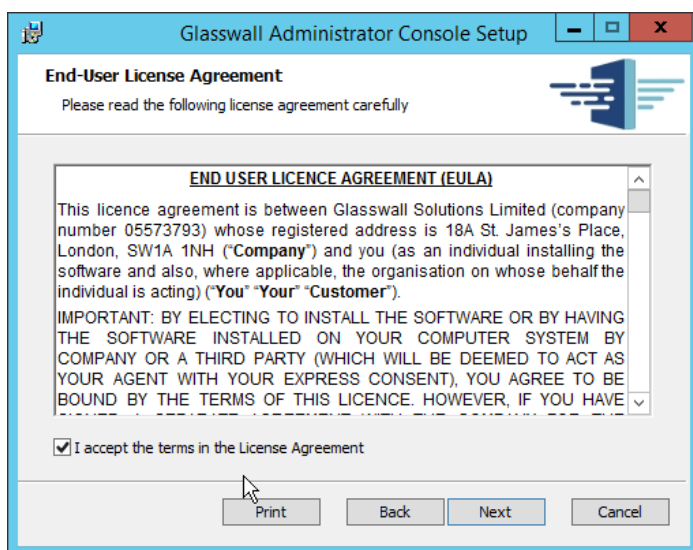 Glasswall Administrator Console Setup
End-User License Agreement
Please read the following license agreement carefully
END USER LICENCE AGREEMENT (EULA)
This licence agreement is between Glasswall Solutions Limited (company
number 05573793) whose registered address is 18A St. James's Place,
London, SW1A 1NH (“Company”) and you (as an individual installing the
software and also, where applicable, the organisation on whose behalf the
individual is acting) (“You” “Your” “Customer”).
IMPORTANT: BY ELECTING TO INSTALL THE SOFTWARE OR BY HAVING
THE SOFTWARE INSTALLED ON YOUR COMPUTER SYSTEM BY
COMPANY OR A THIRD PARTY (WHICH WILL BE DEEMED TO ACT AS
YOUR AGENT WITH YOUR EXPRESS CONSENT), YOU AGREE TO BE
BOUND BY THE TERMS OF THIS LICENCE. HOWEVER, IF YOU HAVE
I accept the terms in the License Agreement
Print Back Next Cancel